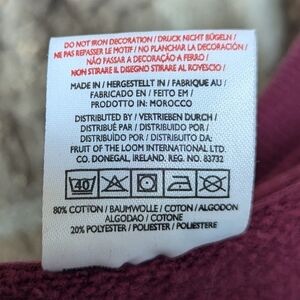 DO NOT IRON DECORATION / DRUCK NICHT BÜGELN /
NE PAS REPASSER LE MOTIF / NO PLANCHAR LA DECORACIÓN /
NÃO PASSAR A DECORAÇÃO A FERRO /
NON STIRARE IL DISEGNO STIRARE AL ROVESCIO /
MADE IN / HERGESTELLT IN / FABRIQUE AU /
FABRICADO EN / FEITO EM /
PRODOTTO IN: MOROCCO
DISTRIBUTED BY / VERTRIEBEN DURCH /
DISTRIBUÉ PAR / DISTRIBUIDO POR /
DISTRIBUÍDO POR / DISTRIBUITO DA:
FRUIT OF THE LOOM INTERNATIONAL LTD.
CO. DONEGAL, IRELAND. REG. NO. 83732
40
80% COTTON / BAUMWOLLE / COTON / ALGODON
ALGODAO / COTONE
20% POLYESTER / POLIESTER / POLIESTERE